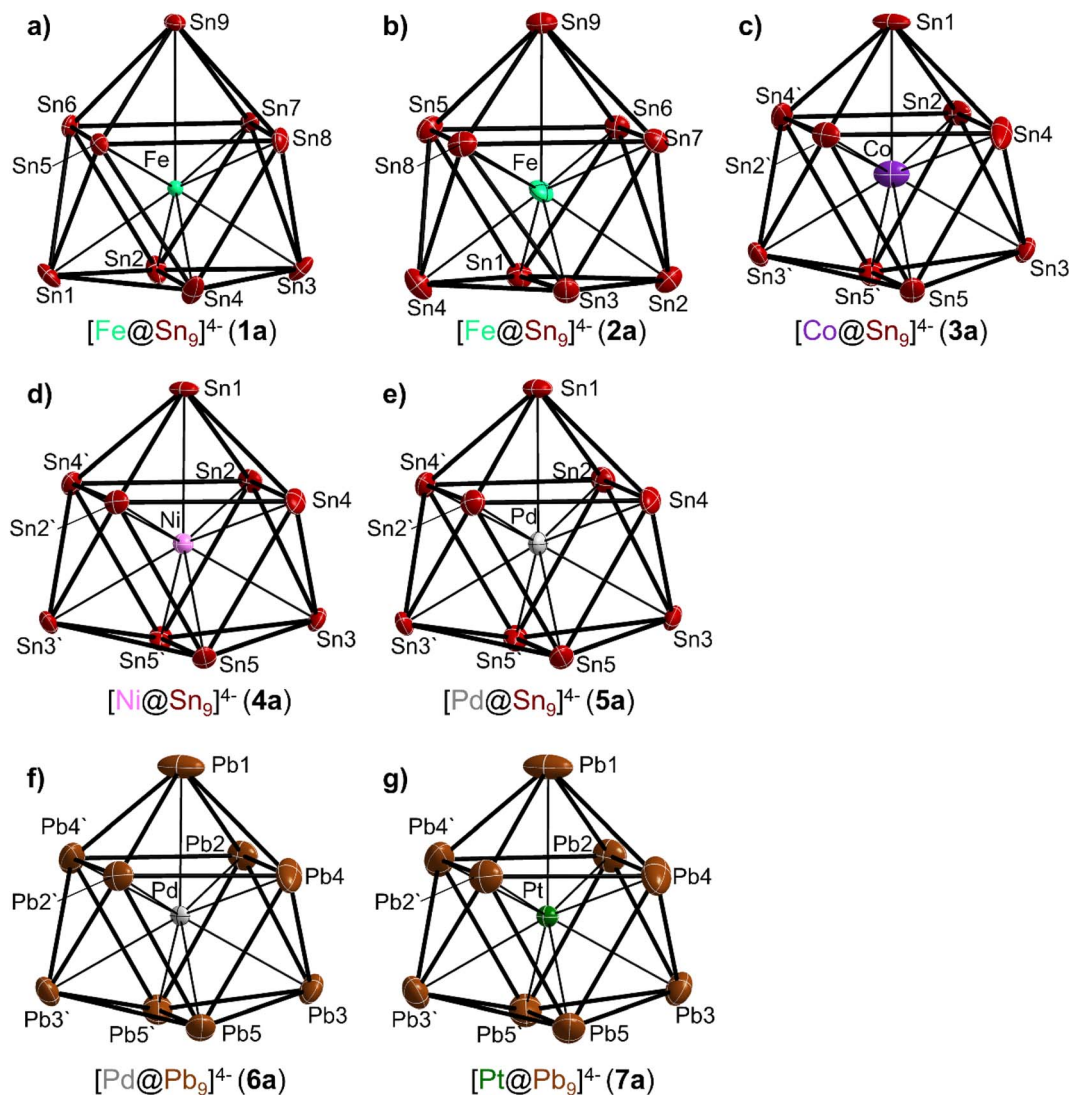 a)
Sn9
Sn6
Sn7
Sn8
Sn5
Fe
Sn2
Sn1
Sn4
Sn3
[Fe@Sn₉]⁴⁻ (1a)
b)
Sn9
Sn5
Sn6
Sn7
Sn8
Fe
Sn1
Sn4
Sn3
Sn2
[Fe@Sn₉]⁴⁻ (2a)
c)
Sn1
Sn4`
Sn2
Sn4
Sn2`
Co
Sn3`
Sn5`
Sn5
Sn3
[Co@Sn₉]⁴⁻ (3a)
d)
Sn1
Sn4`
Sn2
Sn4
Sn2`
Ni
Sn3`
Sn5`
Sn5
Sn3
[Ni@Sn₉]⁴⁻ (4a)
e)
Sn1
Sn4`
Sn2
Sn4
Sn2`
Pd
Sn3`
Sn5`
Sn5
Sn3
[Pd@Sn₉]⁴⁻ (5a)
f)
Pb1
Pb4`
Pb2
Pb4
Pb2`
Pd
Pb3`
Pb5`
Pb5
Pb3
[Pd@Pb₉]⁴⁻ (6a)
g)
Pb1
Pb4`
Pb2
Pb4
Pb2`
Pt
Pb3`
Pb5`
Pb5
Pb3
[Pt@Pb₉]⁴⁻ (7a)